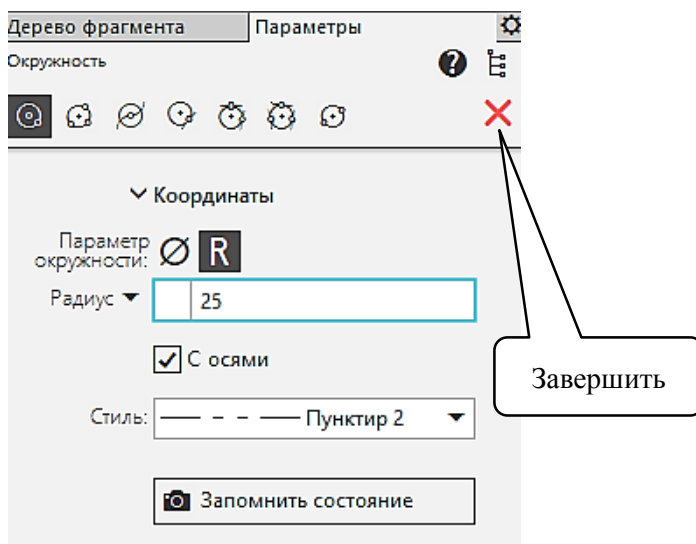 Дерево фрагмента
Параметры
Окружность
Координаты
Параметр
окружности:
R
Радиус
25
С осями
Стиль:
Пунктир 2
Запомнить состояние
Завершить